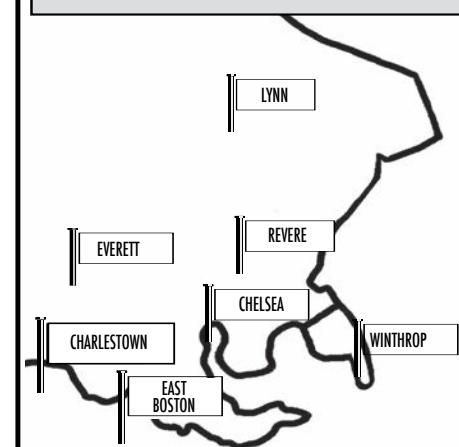 LYNN
REVERE
EVERETT
CHELSEA
CHARLESTOWN
WINTHROP
EAST
BOSTON